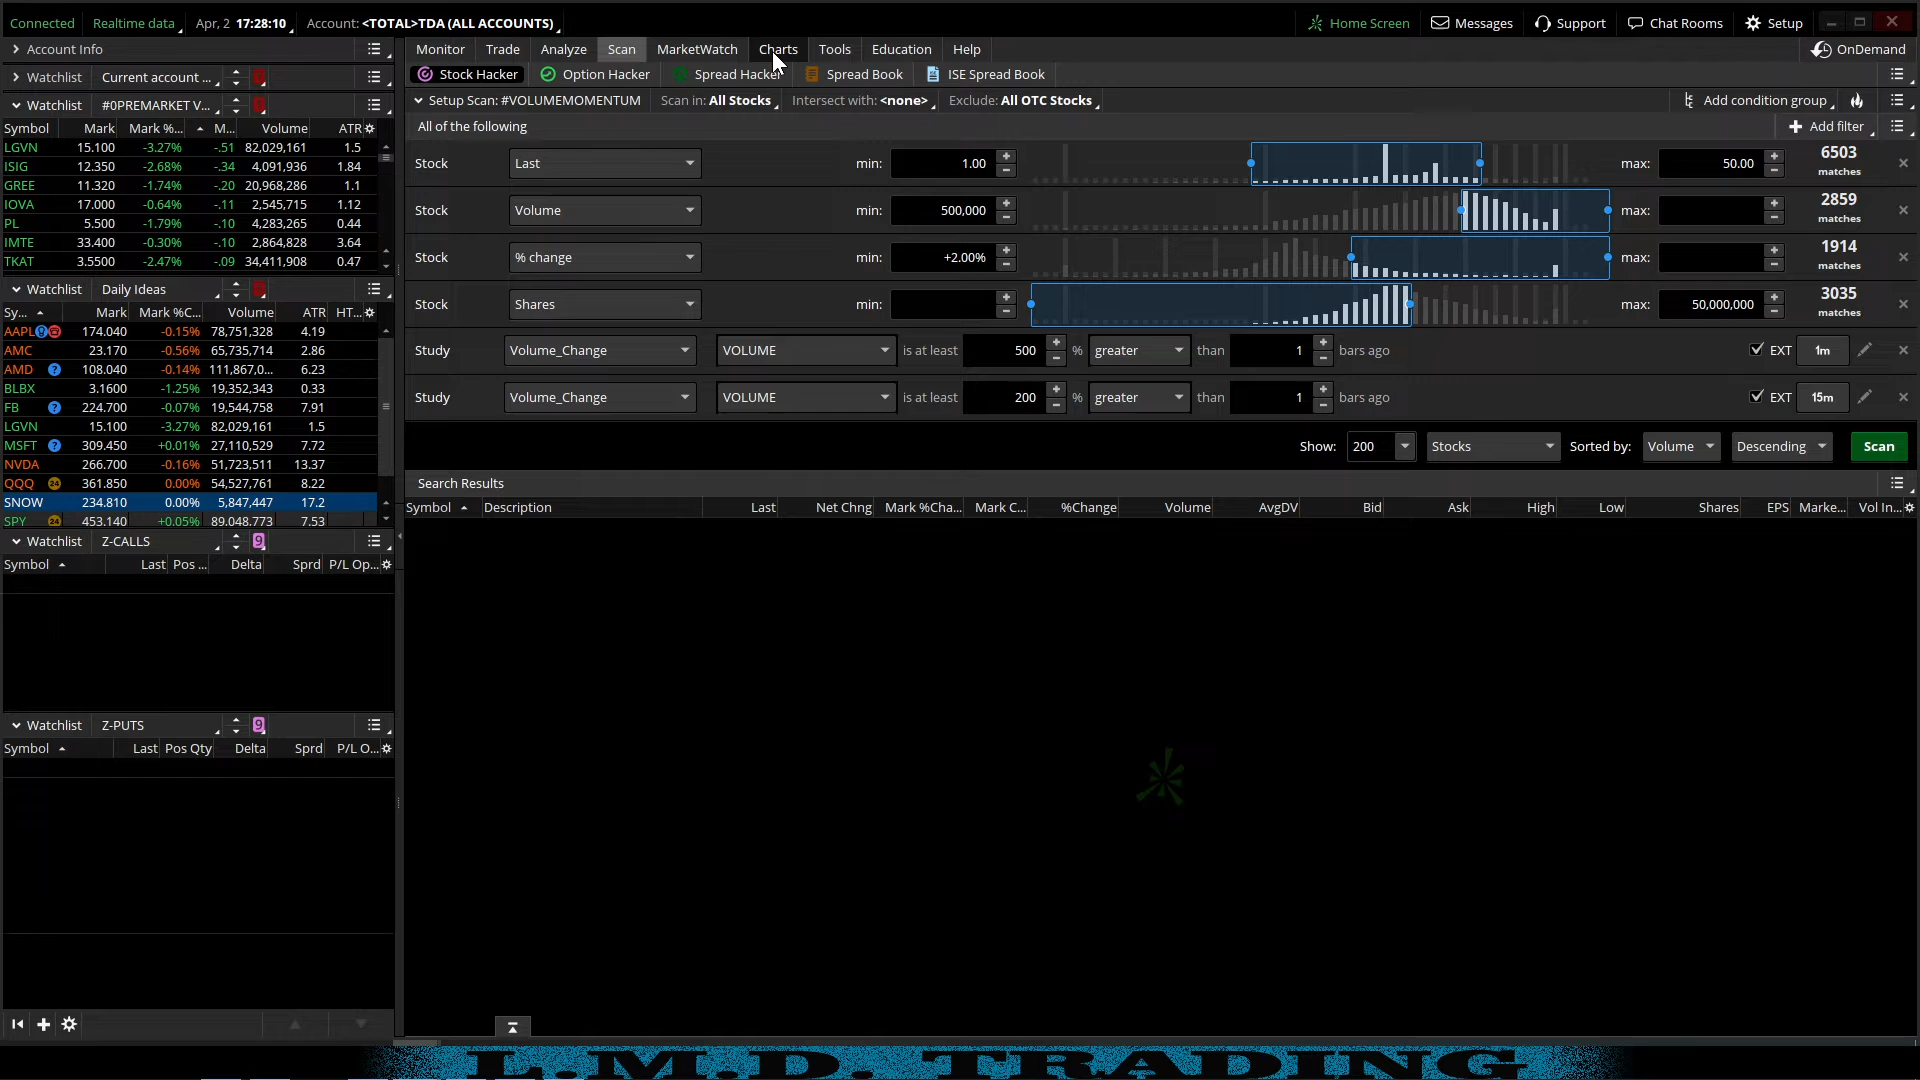 Connected Realtime data Apr, 2 17:28:10 Account: <TOTAL>TDA (ALL ACCOUNTS) Home Screen Messages Support Chat Rooms Setup
Account Info
Monitor Trade Analyze Scan MarketWatch Charts Tools Education Help OnDemand
Watchlist Current account ...
Stock Hacker Option Hacker Spread Hacker Spread Book ISE Spread Book
Watchlist #0PREMARKET V...
Setup Scan: #VOLUMEMOMENTUM Scan in: All Stocks Intersect with: <none> Exclude: All OTC Stocks Add condition group
All of the following Add filter
Symbol Mark Mark %... M... Volume ATR
LGVN 15.100 -3.27% -.51 82,029,161 1.5
ISIG 12.350 -2.68% -.34 4,091,936 1.84
GREE 11.320 -1.74% -.20 20,968,286 1.1
IOVA 17.000 -0.64% -.11 2,545,715 1.12
PL 5.500 -1.79% -.10 4,283,265 0.44
IMTE 33.400 -0.30% -.10 2,864,828 3.64
TKAT 3.5500 -2.47% -.09 34,411,908 0.47
Stock Last min: 1.00 max: 50.00 6503 matches
Stock Volume min: 500,000 max: 2859 matches
Stock % change min: +2.00% max: 1914 matches
Stock Shares min: max: 50,000,000 3035 matches
Study Volume_Change VOLUME is at least 500 % greater than 1 bars ago EXT 1m
Study Volume_Change VOLUME is at least 200 % greater than 1 bars ago EXT 15m
Show: 200 Stocks Sorted by: Volume Descending Scan
Watchlist Daily Ideas
Sy... Mark Mark %C... Volume ATR HT...
AAPL 174.040 -0.15% 78,751,328 4.19
AMC 23.170 -0.56% 65,735,714 2.86
AMD 108.040 -0.14% 111,867,0... 6.23
BLBX 3.1600 -1.25% 19,352,343 0.33
FB 224.700 -0.07% 19,544,758 7.91
LGVN 15.100 -3.27% 82,029,161 1.5
MSFT 309.450 +0.01% 27,110,529 7.72
NVDA 266.700 -0.16% 51,723,511 13.37
QQQ 24 361.850 0.00% 54,527,761 8.22
SNOW 234.810 0.00% 5,847,447 17.2
SPY 24 453.140 +0.05% 89,048,773 7.53
Search Results
Symbol Description Last Net Chng Mark %Cha... Mark C... %Change Volume AvgDV Bid Ask High Low Shares EPS Marke... Vol In...
Watchlist Z-CALLS 9
Symbol Last Pos ... Delta Sprd P/L Op...
Watchlist Z-PUTS 9
Symbol Last Pos Qty Delta Sprd P/L O...
L.M.D. TRADING